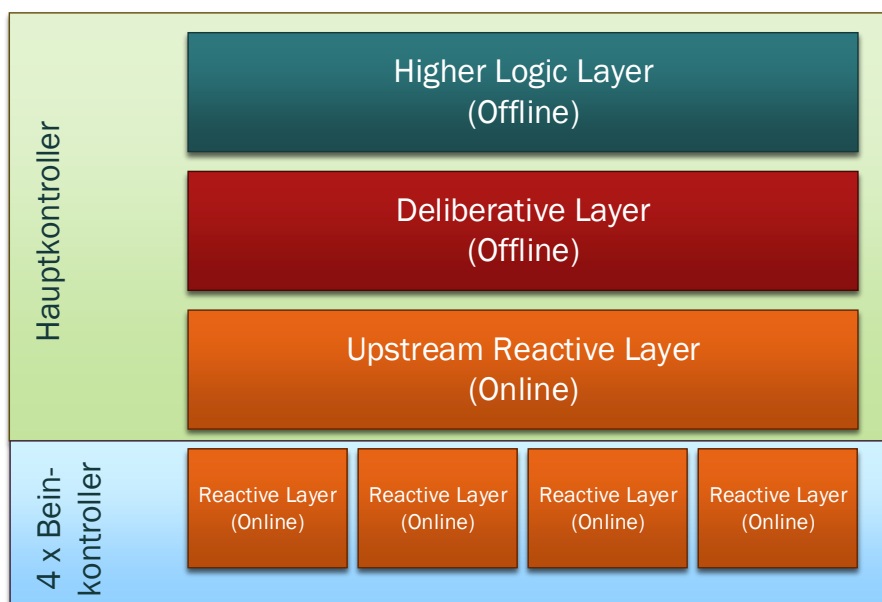 Hauptkontroller
Higher Logic Layer
(Offline)
Deliberative Layer
(Offline)
Upstream Reactive Layer
(Online)
4 x Bein-
kontroller
Reactive Layer
(Online)
Reactive Layer
(Online)
Reactive Layer
(Online)
Reactive Layer
(Online)